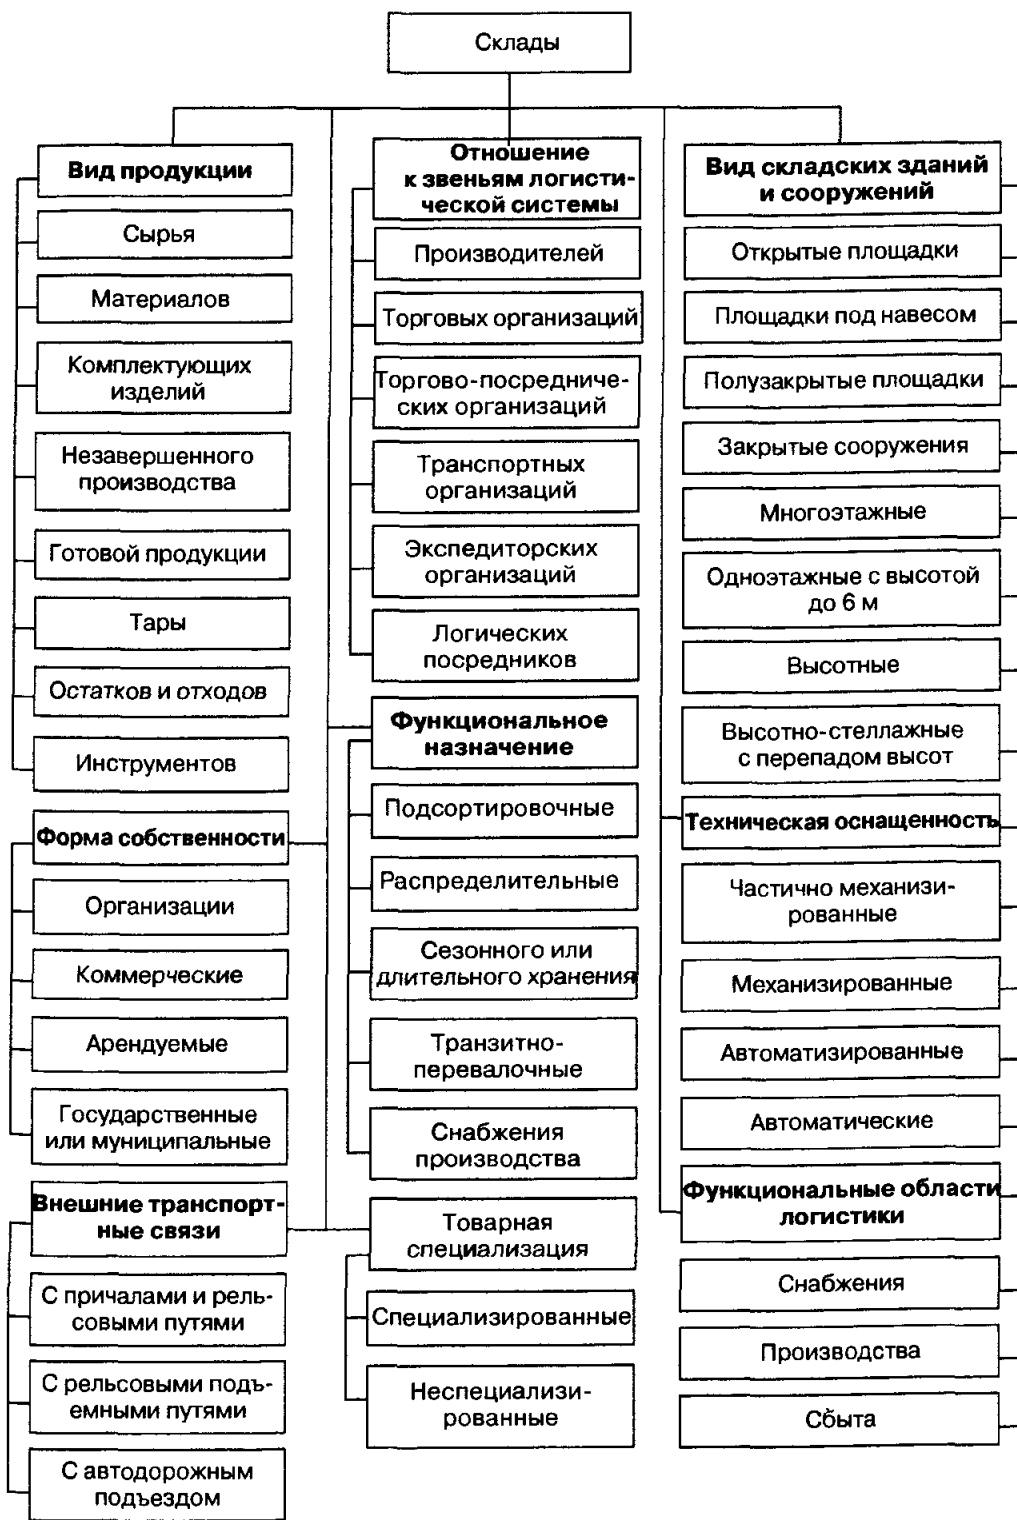 Склады
Вид продукции
Сырья
Материалов
Комплектующих
изделий
Незавершенного
производства
Готовой продукции
Тары
Остатков и отходов
Инструментов
Форма собственности
Организации
Коммерческие
Арендуемые
Государственные
или муниципальные
Внешние транспорт-
ные связи
С причалами и рель-
совыми путями
С рельсовыми подъ-
емными путями
С автодорожным
подъездом
Отношение
к звеньям логисти-
ческой системы
Производителей
Торговых организаций
Торгово-посредниче-
ских организаций
Транспортных
организаций
Экспедиторских
организаций
Логических
посредников
Функциональное
назначение
Подсортировочные
Распределительные
Сезонного или
длительного хранения
Транзитно-
перевалочные
Снабжения
производства
Товарная
специализация
Специализированные
Неспециализи-
рованные
Вид складских зданий
и сооружений
Открытые площадки
Площадки под навесом
Полузакрытые площадки
Закрытые сооружения
Многоэтажные
Одноэтажные с высотой
до 6 м
Высотные
Высотно-стеллажные
с перепадом высот
Техническая оснащенность
Частично механизи-
рованные
Механизированные
Автоматизированные
Автоматические
Функциональные области
логистики
Снабжения
Производства
Сбыта